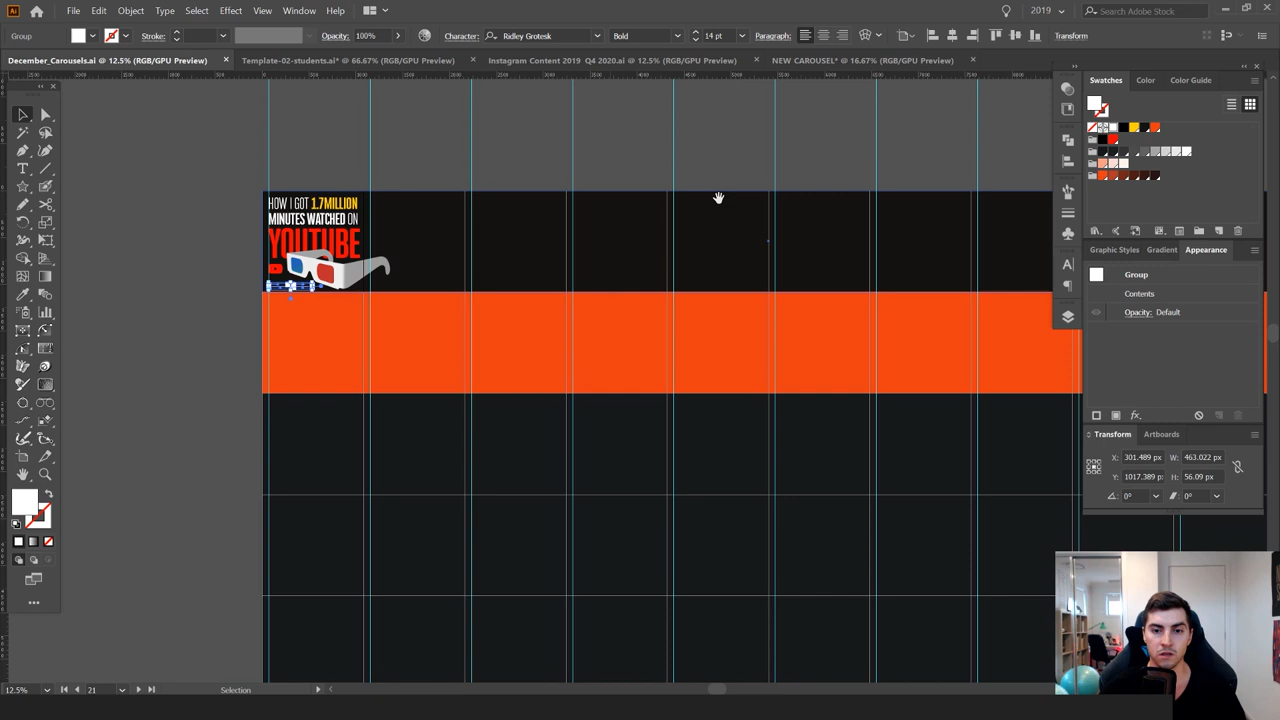 Ai File Edit Object Type Select Effect View Window Help 2019 Search Adobe Stock
Group Stroke: Opacity: 100% Character: Ridley Grotesk Bold 14 pt Paragraph: Transform
December_Carousels.ai @ 12.5% (RGB/GPU Preview) × Template-02-students.ai* @ 66.67% (RGB/GPU Preview) × Instagram Content 2019 Q4 2020.ai @ 12.5% (RGB/GPU Preview) × NEW CAROUSEL* @ 16.67% (RGB/GPU Preview) ×
Swatches Color Color Guide
HOW I GOT 1.7MILLION
MINUTES WATCHED ON
YOUTUBE
Graphic Styles Gradient Appearance
Group
Contents
Opacity: Default
fx
Transform Artboards
X: 301.489 px W: 463.022 px
Y: 1017.389 px H: 56.09 px
0° 0°
12.5% 21 Selection